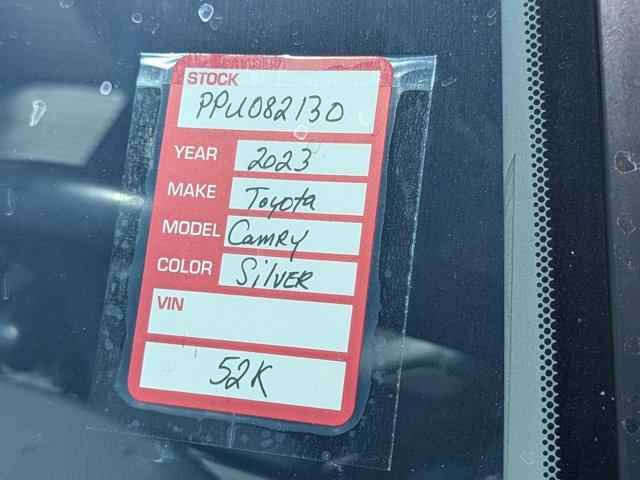 STOCK
PPU082130
YEAR 2023
MAKE Toyota
MODEL Camry
COLOR SilVER
VIN
52K